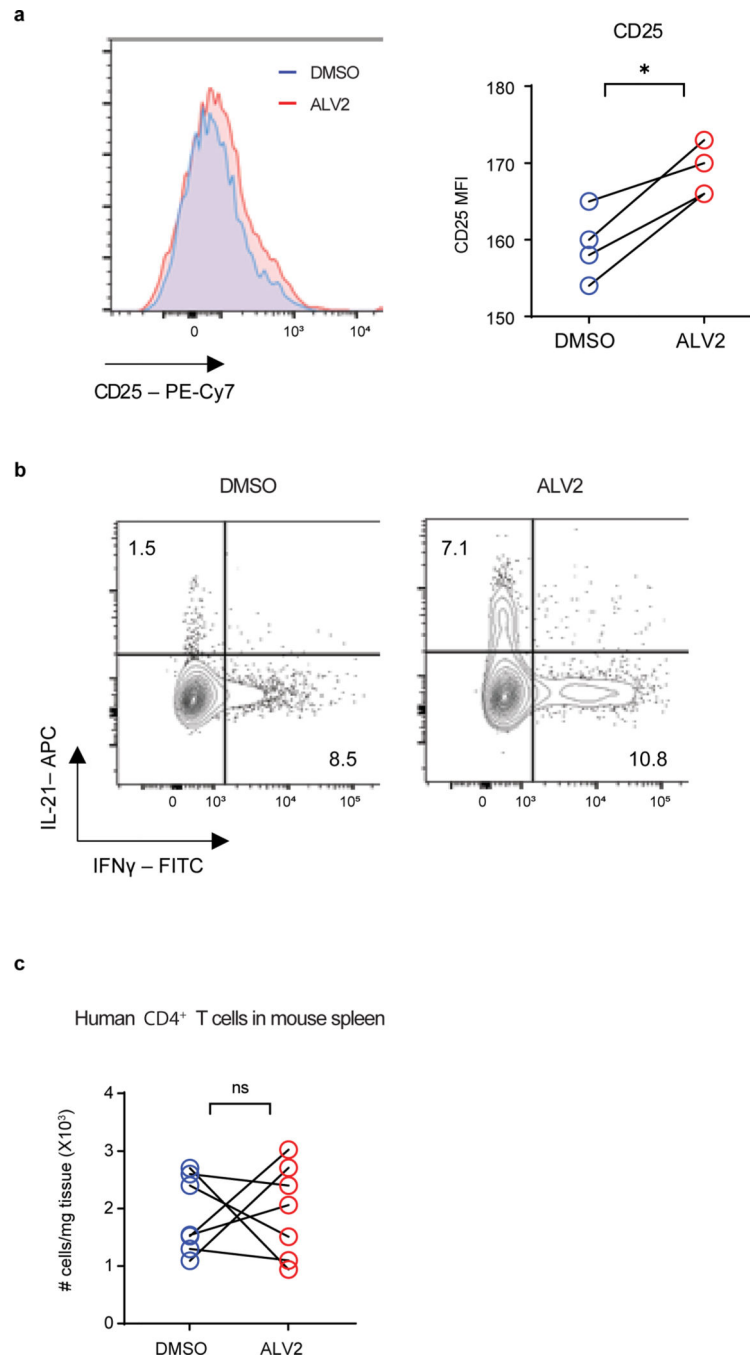 a
DMSO
ALV2
0
10³
10⁴
CD25 – PE-Cy7
CD25
*
180
170
160
150
CD25 MFI
DMSO
ALV2
b
DMSO
ALV2
1.5
8.5
7.1
10.8
0
10³
10⁴
10⁵
0
10³
10⁴
10⁵
IL-21– APC
IFNγ – FITC
c
Human CD4⁺ T cells in mouse spleen
ns
4
3
2
1
0
# cells/mg tissue (X10³)
DMSO
ALV2